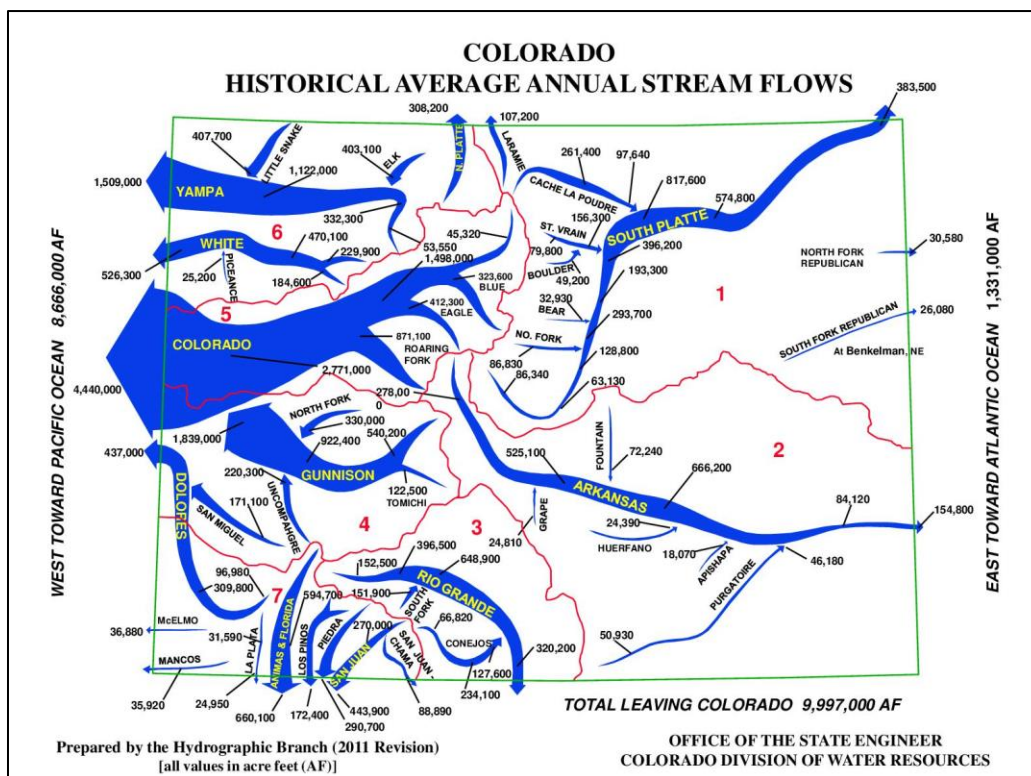 COLORADO
HISTORICAL AVERAGE ANNUAL STREAM FLOWS
383,500
308,200
107,200
407,700
LITTLE SNAKE
403,100
ELK
N. PLATTE
LARAMIE
261,400
97,640
CACHE LA POUDRE
817,600
1,509,000
YAMPA
1,122,000
574,800
332,300
156,300
ST. VRAIN
SOUTH PLATTE
6
45,320
WHITE
470,100
53,550
79,800
396,200
NORTH FORK
REPUBLICAN
30,580
229,900
1,498,000
BOULDER
526,300
25,200
PICEANCE
184,600
323,600
BLUE
49,200
193,300
1
32,930
BEAR
5
412,300
EAGLE
293,700
SOUTH FORK REPUBLICAN
26,080
NO. FORK
COLORADO
871,100
ROARING
FORK
128,800
At Benkelman, NE
86,830
2,771,000
86,340
63,130
4,440,000
278,00
0
NORTH FORK
330,000
1,839,000
922,400
540,200
FOUNTAIN
2
437,000
525,100
72,240
GUNNISON
666,200
220,300
DOLORES
171,100
UNCOMPAHGRE
122,500
TOMICHI
ARKANSAS
84,120
SAN MIGUEL
GRAPE
24,390
154,800
4
3
24,810
HUERFANO
18,070
APISHAPA
46,180
396,500
648,900
152,500
PURGATOIRE
96,980
309,800
7
594,700
151,900
RIO GRANDE
SOUTH
FORK
McELMO
36,880
31,590
LA PLATA
ANIMAS & FLORIDA
LOS PINOS
PIEDRA
270,000
SAN JUAN
66,820
SAN JUAN -
CHAMA
CONEJOS
50,930
320,200
MANCOS
127,600
234,100
35,920
24,950
660,100
172,400
443,900
290,700
88,890
WEST TOWARD PACIFIC OCEAN 8,666,000 AF
EAST TOWARD ATLANTIC OCEAN 1,331,000 AF
TOTAL LEAVING COLORADO 9,997,000 AF
Prepared by the Hydrographic Branch (2011 Revision)
[all values in acre feet (AF)]
OFFICE OF THE STATE ENGINEER
COLORADO DIVISION OF WATER RESOURCES